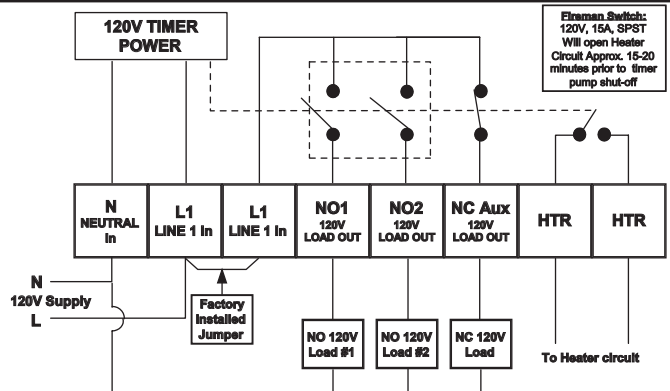 120V TIMER
POWER
Fireman Switch:
120V, 15A, SPST
Will open Heater
Circuit Approx. 15-20
minutes prior to timer
pump shut-off
N
NEUTRAL
In
L1
LINE 1 In
L1
LINE 1 In
NO1
120V
LOAD OUT
NO2
120V
LOAD OUT
NC Aux
120V
LOAD OUT
HTR
HTR
N
120V Supply
L
Factory
Installed
Jumper
NO 120V
Load #1
NO 120V
Load #2
NC 120V
Load
To Heater circuit